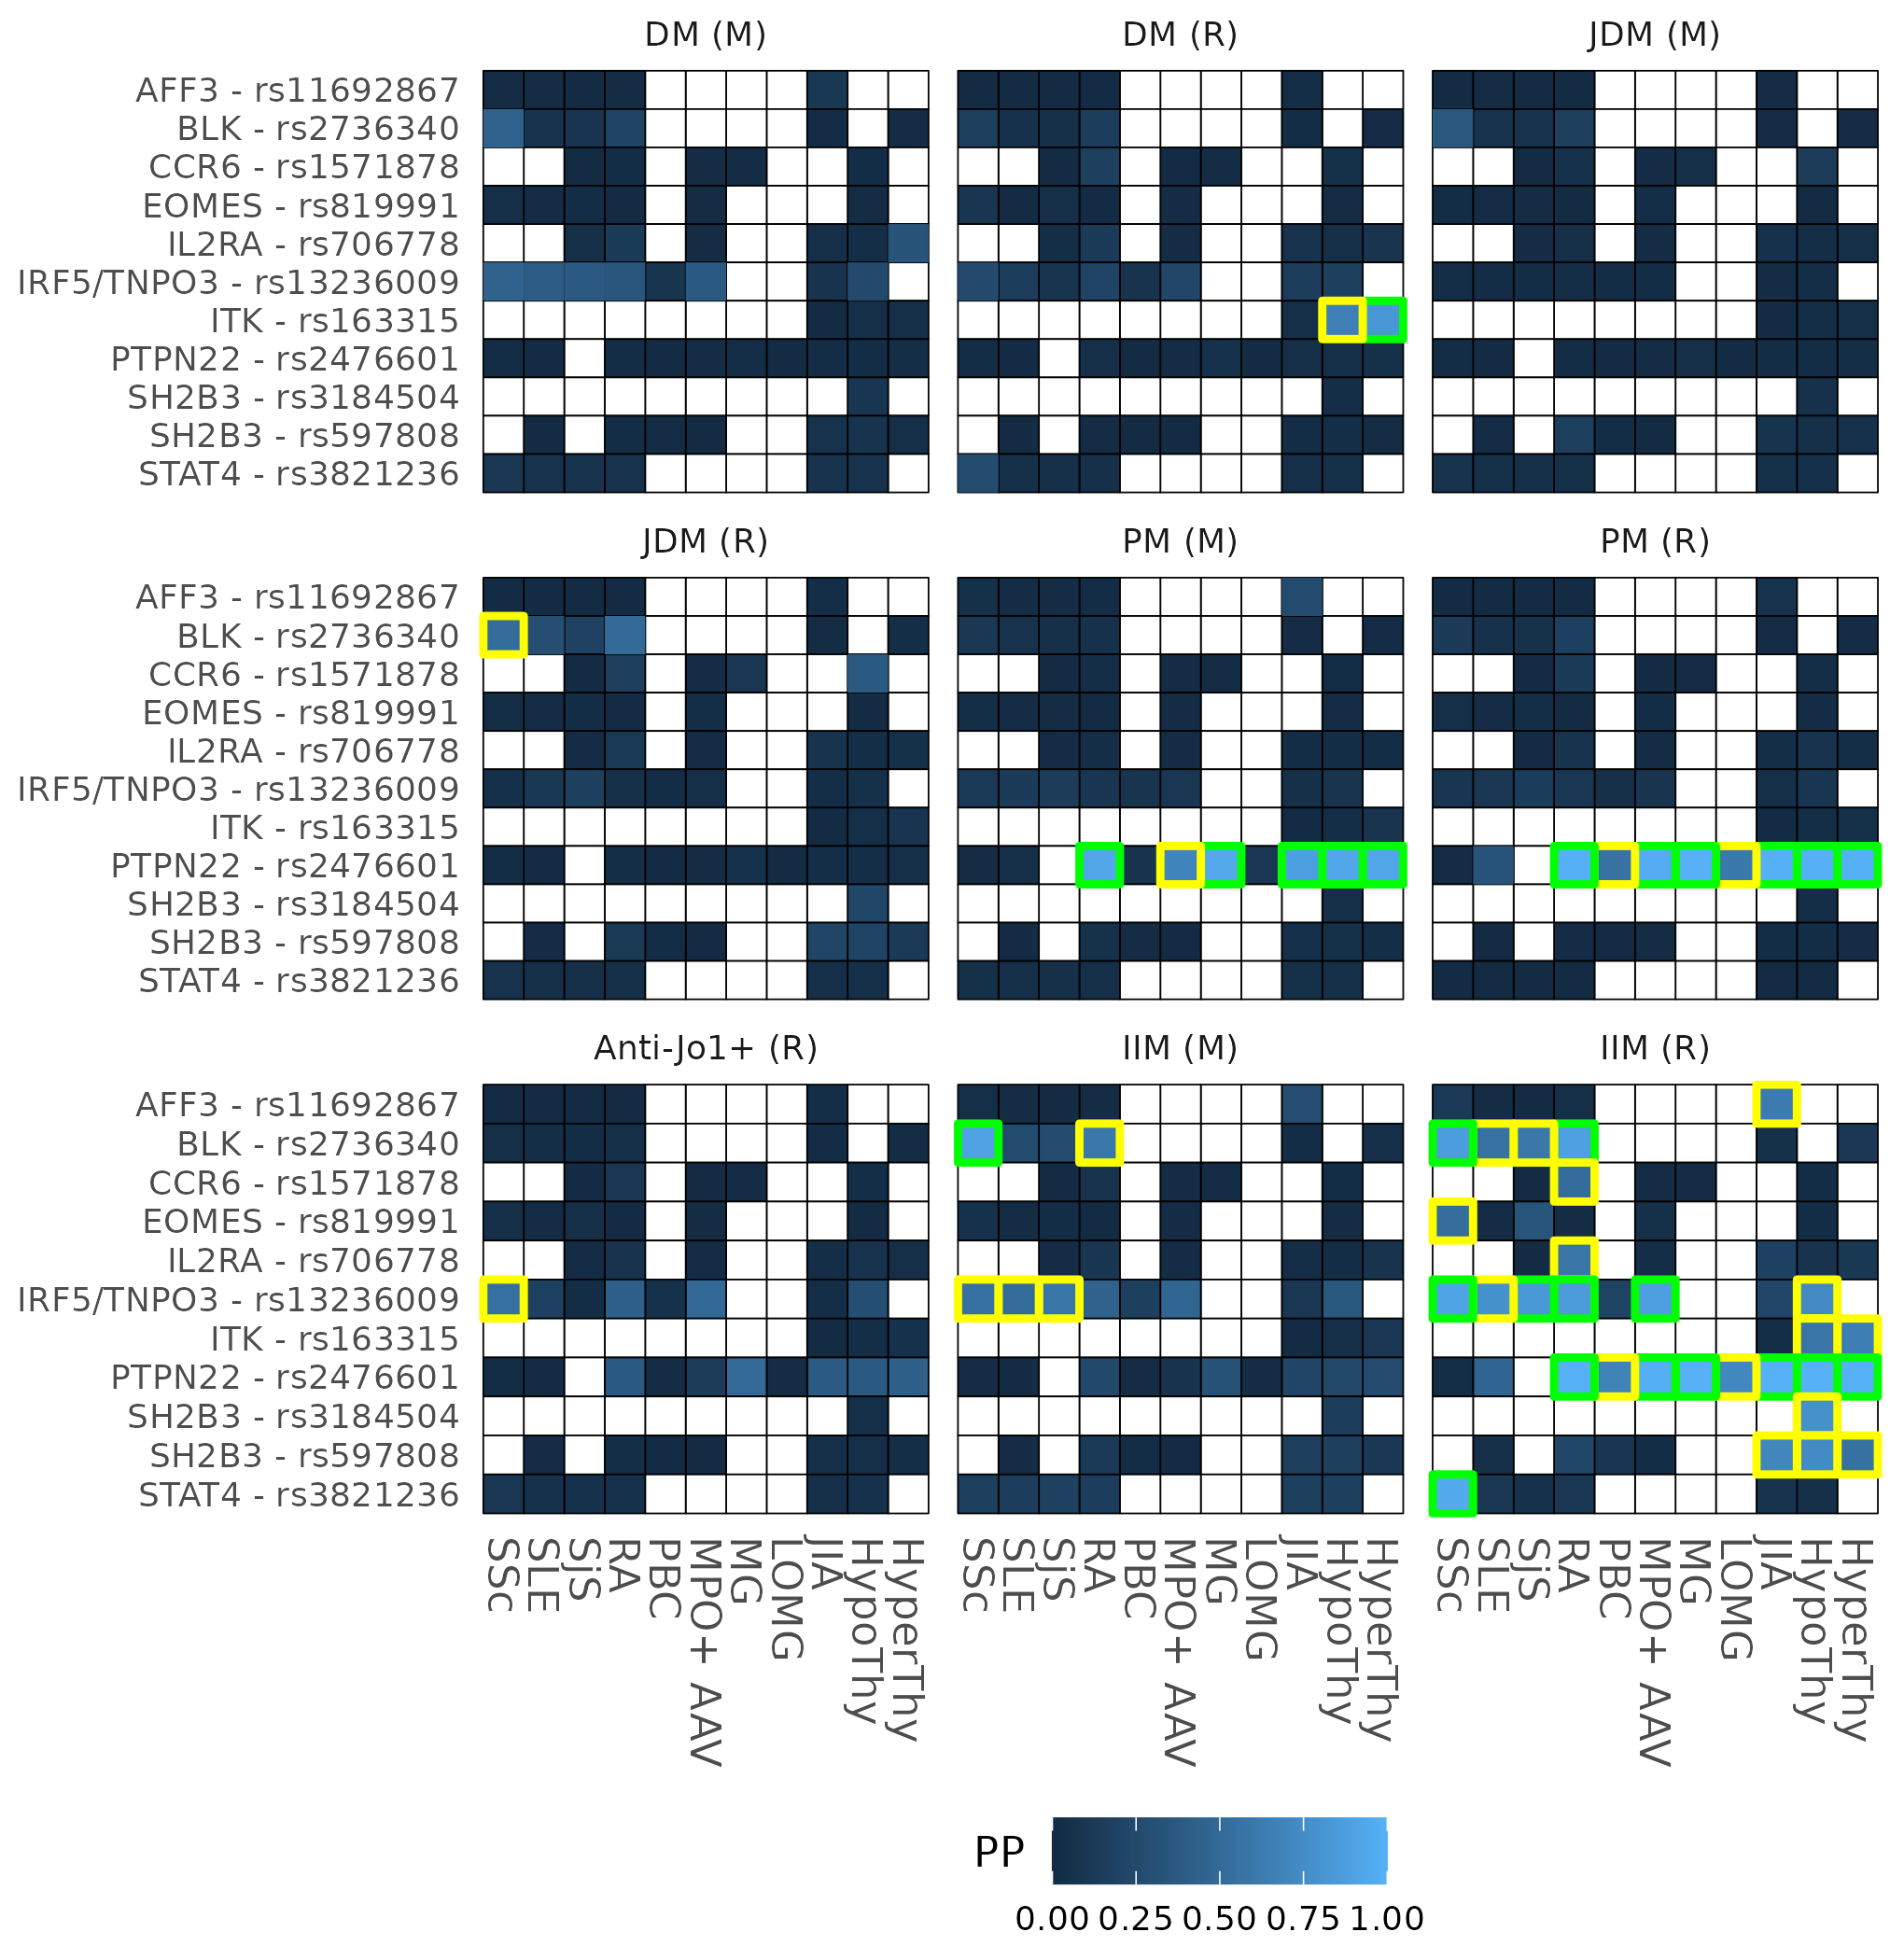 DM (M) DM (R) JDM (M)
AFF3 - rs11692867
BLK - rs2736340
CCR6 - rs1571878
EOMES - rs819991
IL2RA - rs706778
IRF5/TNPO3 - rs13236009
ITK - rs163315
PTPN22 - rs2476601
SH2B3 - rs3184504
SH2B3 - rs597808
STAT4 - rs3821236
JDM (R) PM (M) PM (R)
AFF3 - rs11692867
BLK - rs2736340
CCR6 - rs1571878
EOMES - rs819991
IL2RA - rs706778
IRF5/TNPO3 - rs13236009
ITK - rs163315
PTPN22 - rs2476601
SH2B3 - rs3184504
SH2B3 - rs597808
STAT4 - rs3821236
Anti-Jo1+ (R) IIM (M) IIM (R)
AFF3 - rs11692867
BLK - rs2736340
CCR6 - rs1571878
EOMES - rs819991
IL2RA - rs706778
IRF5/TNPO3 - rs13236009
ITK - rs163315
PTPN22 - rs2476601
SH2B3 - rs3184504
SH2B3 - rs597808
STAT4 - rs3821236
SSc
SLE
SjS
RA
PBC
MPO+ AAV
MG
LOMG
JIA
HypoThy
HyperThy
SSc
SLE
SjS
RA
PBC
MPO+ AAV
MG
LOMG
JIA
HypoThy
HyperThy
SSc
SLE
SjS
RA
PBC
MPO+ AAV
MG
LOMG
JIA
HypoThy
HyperThy
PP
0.00 0.25 0.50 0.75 1.00